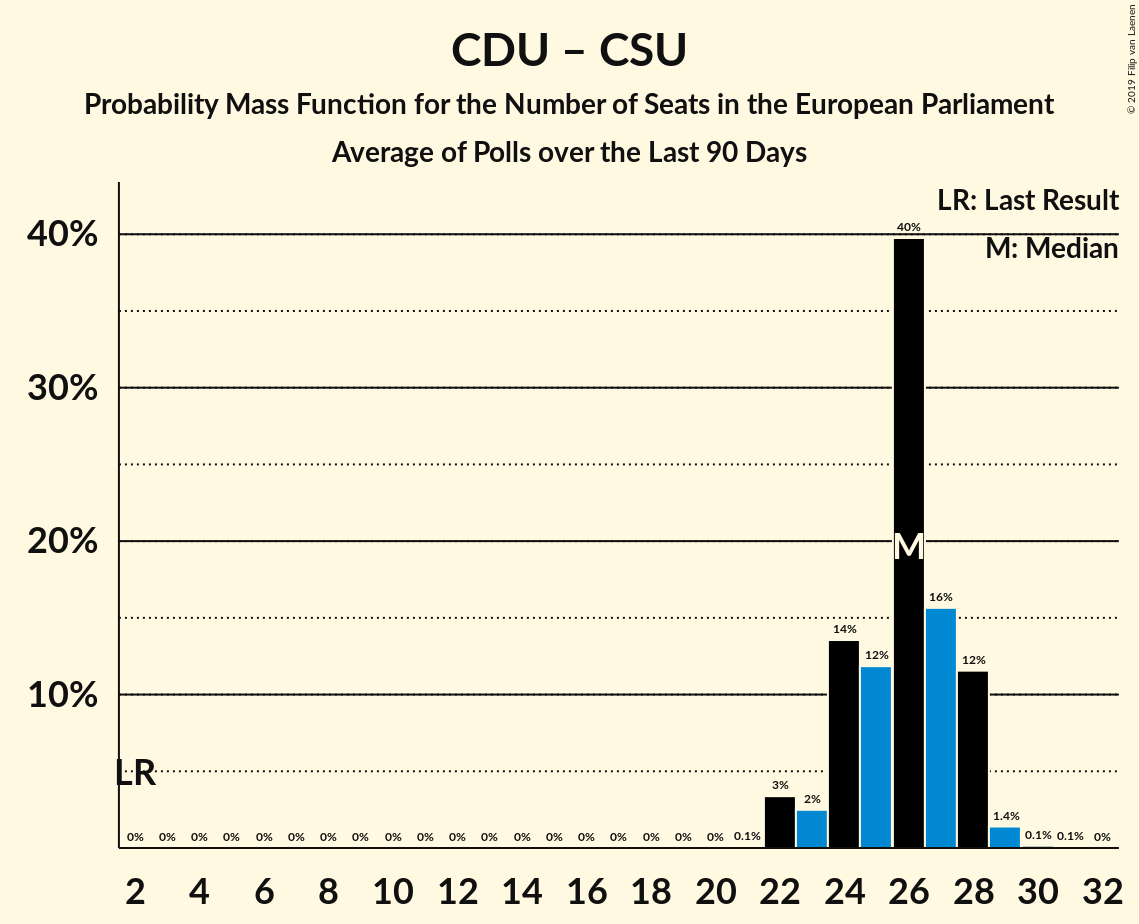 CDU – CSU
Probability Mass Function for the Number of Seats in the European Parliament
Average of Polls over the Last 90 Days
© 2019 Filip van Laenen
LR: Last Result
M: Median
40%
30%
20%
10%
LR
M
0% 0% 0% 0% 0% 0% 0% 0% 0% 0% 0% 0% 0% 0% 0% 0% 0% 0% 0% 0.1% 3% 2% 14% 12% 40% 16% 12% 1.4% 0.1% 0.1% 0%
2 4 6 8 10 12 14 16 18 20 22 24 26 28 30 32